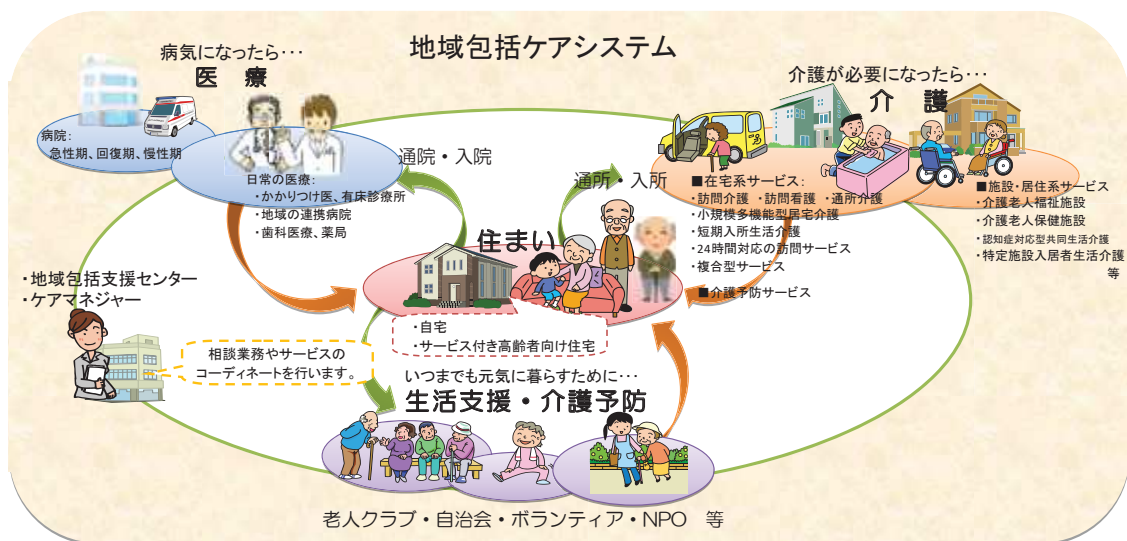 地域包括ケアシステム
病気になったら･･･
医　療
病院:
急性期、回復期、慢性期
日常の医療:
・かかりつけ医、有床診療所
・地域の連携病院
・歯科医療、薬局
通院・入院
通所・入所
介護が必要になったら･･･
介　護
■在宅系サービス:
・訪問介護 ・訪問看護 ・通所介護
・小規模多機能型居宅介護
・短期入所生活介護
・24時間対応の訪問サービス
・複合型サービス
■介護予防サービス
■施設・居住系サービス
・介護老人福祉施設
・介護老人保健施設
・認知症対応型共同生活介護
・特定施設入居者生活介護
等
住まい
・自宅
・サービス付き高齢者向け住宅
・地域包括支援センター
・ケアマネジャー
相談業務やサービスの
コーディネートを行います。
いつまでも元気に暮らすために･･･
生活支援・介護予防
老人クラブ・自治会・ボランティア・NPO　等